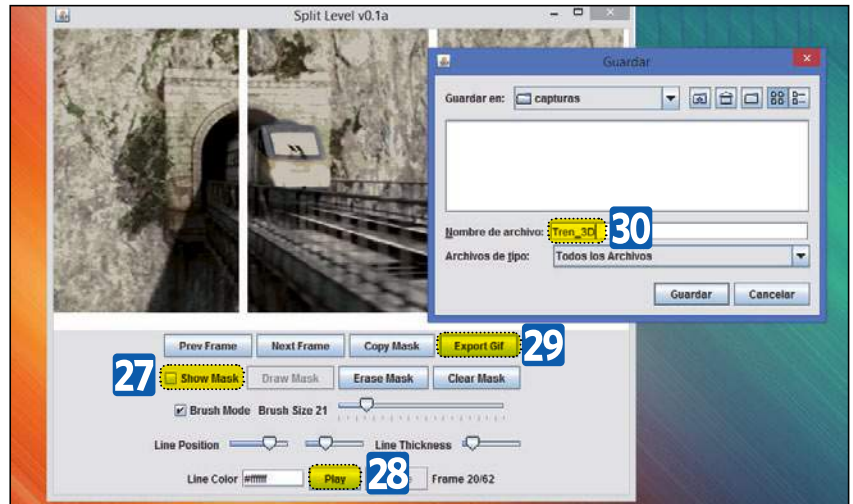 Split Level v0.1a
Guardar
Guardar en: capturas
Nombre de archivo: Tren_3D
30
Archivos de tipo: Todos los Archivos
Guardar Cancelar
Prev Frame Next Frame Copy Mask Export Gif
29
27
Show Mask Draw Mask Erase Mask Clear Mask
Brush Mode Brush Size 21
Line Position Line Thickness
Line Color #ffffff Play
28
Frame 20/62